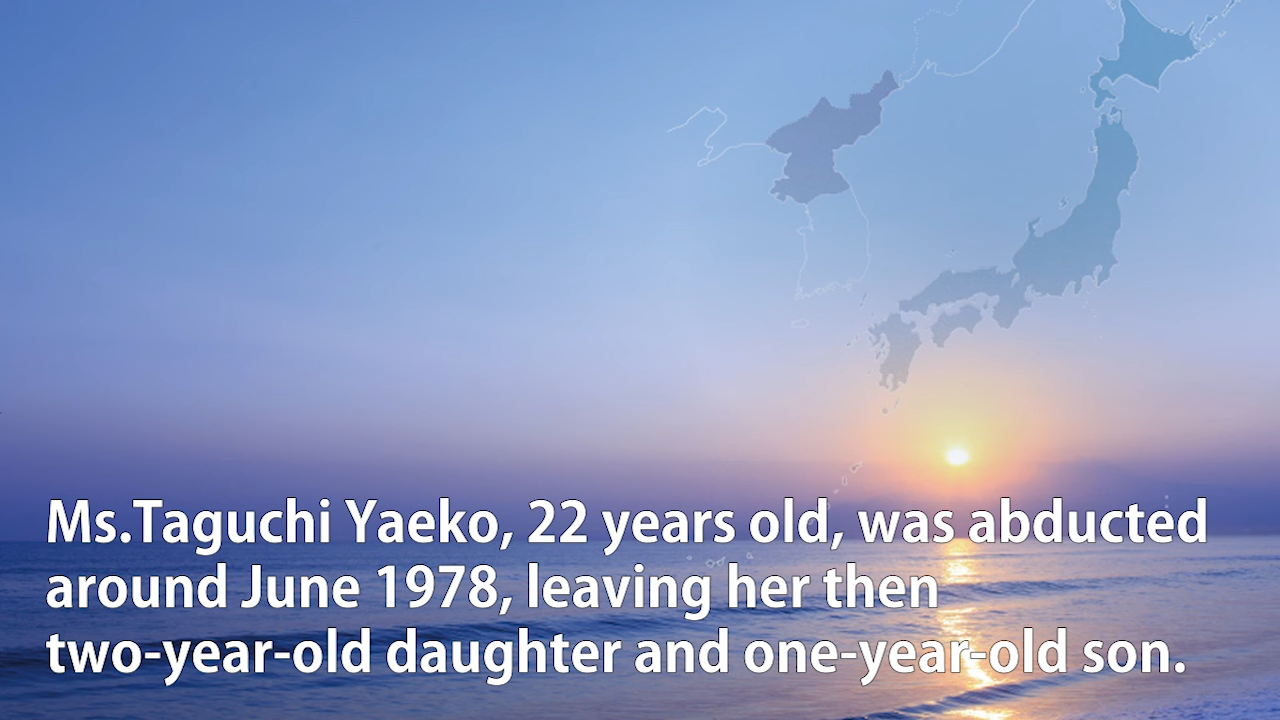 Ms.Taguchi Yaeko, 22 years old, was abducted
around June 1978, leaving her then
two-year-old daughter and one-year-old son.